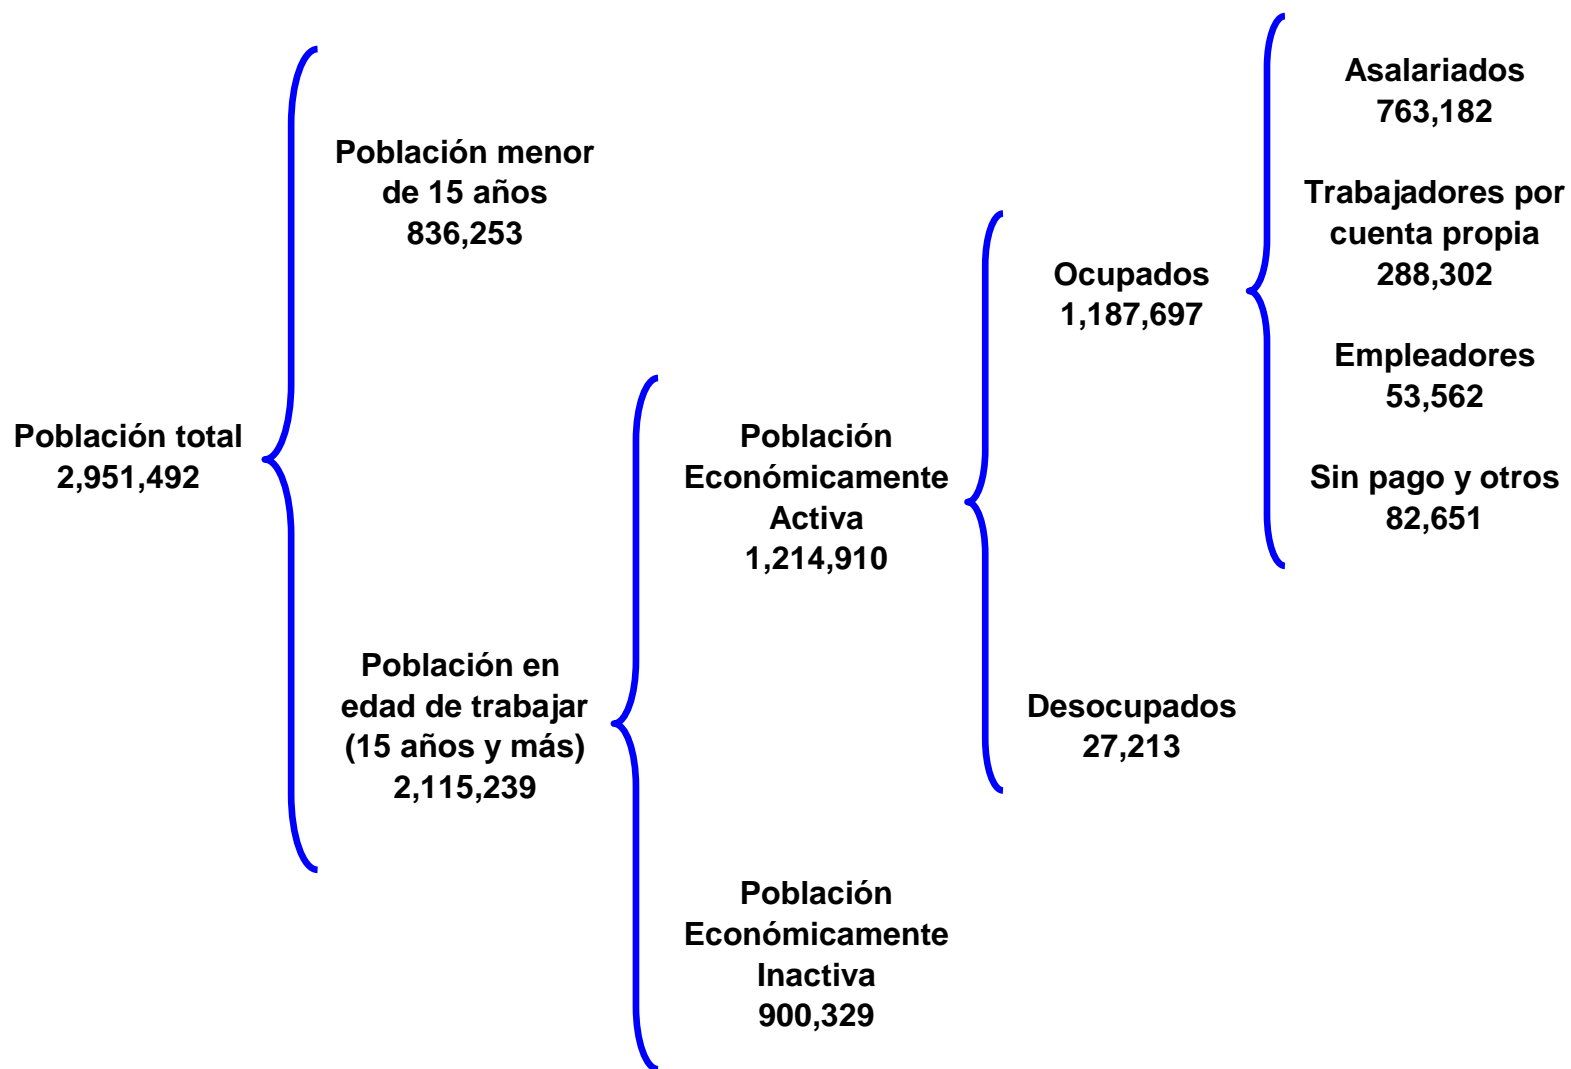 Población total
2,951,492
Población menor
de 15 años
836,253
Población en
edad de trabajar
(15 años y más)
2,115,239
Población
Económicamente
Activa
1,214,910
Población
Económicamente
Inactiva
900,329
Ocupados
1,187,697
Desocupados
27,213
Asalariados
763,182
Trabajadores por
cuenta propia
288,302
Empleadores
53,562
Sin pago y otros
82,651